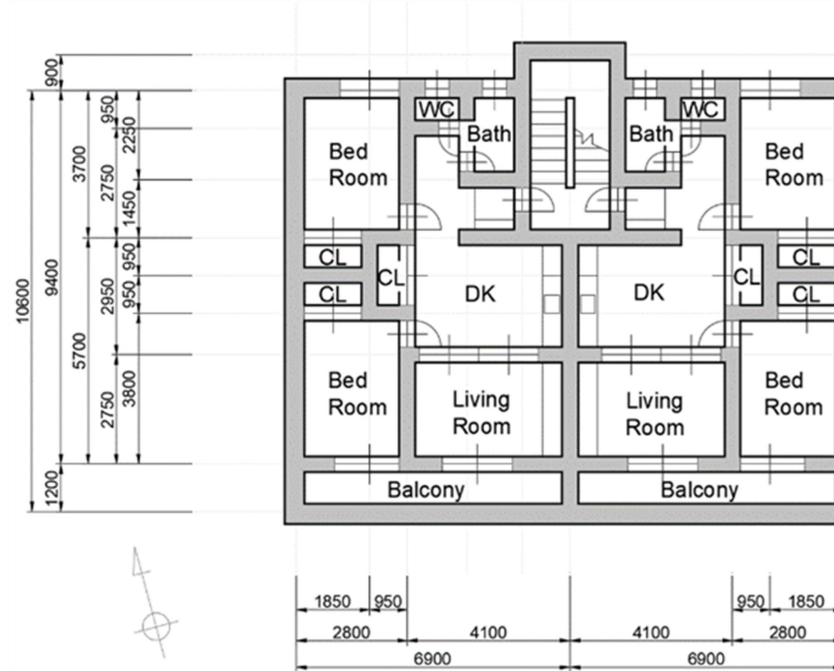 900
950
2250
WC
WC
Bath
Bath
Bed
Room
Bed
Room
3700
2750
1450
CL
CL
950
CL
CL
DK
DK
CL
CL
10600
9400
2950
950
5700
Bed
Room
Living
Room
Living
Room
Bed
Room
2750
3800
1200
Balcony
Balcony
1850
950
950
1850
2800
4100
4100
2800
6900
6900